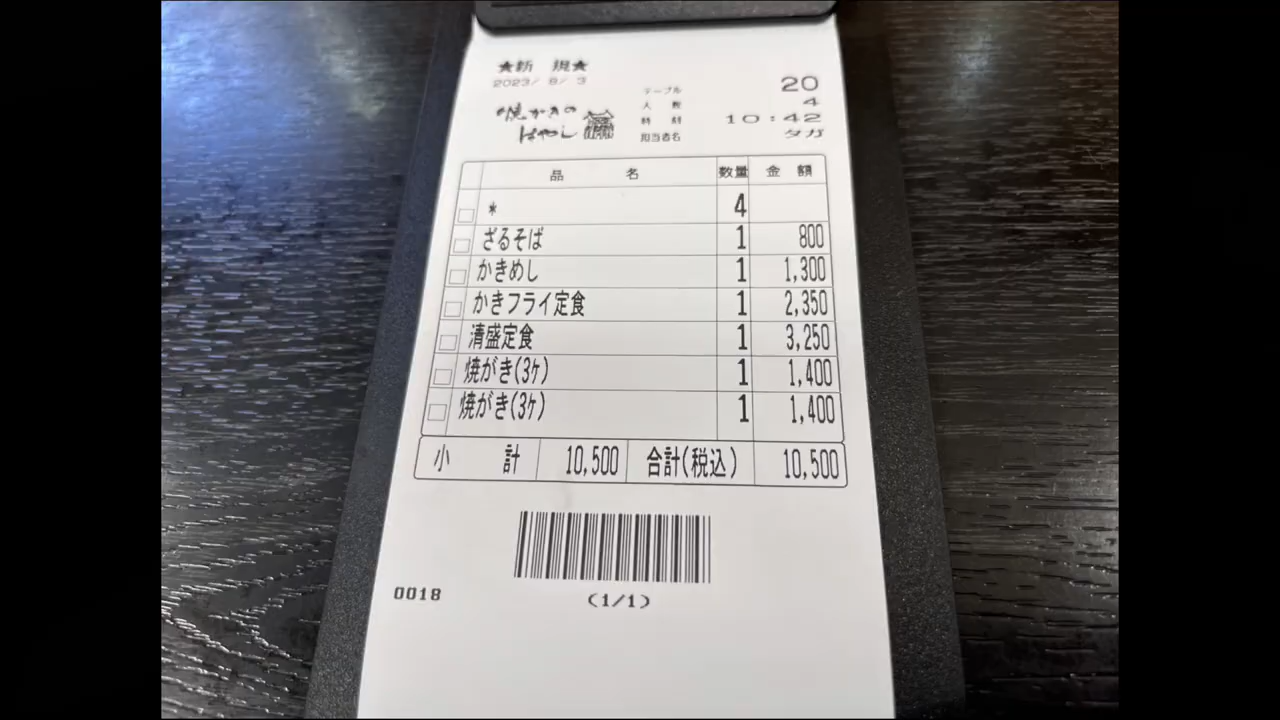 ★新 規★
2023/ 9/ 3
テーブル 20
人 数 4
時 刻 10:42
担当者名 タガ
焼がきの
はやし
品 名 数量 金 額
* 4
ざるそば 1 800
かきめし 1 1,300
かきフライ定食 1 2,350
清盛定食 1 3,250
焼がき(3ヶ) 1 1,400
焼がき(3ヶ) 1 1,400
小 計 10,500 合計(税込) 10,500
0018
(1/1)